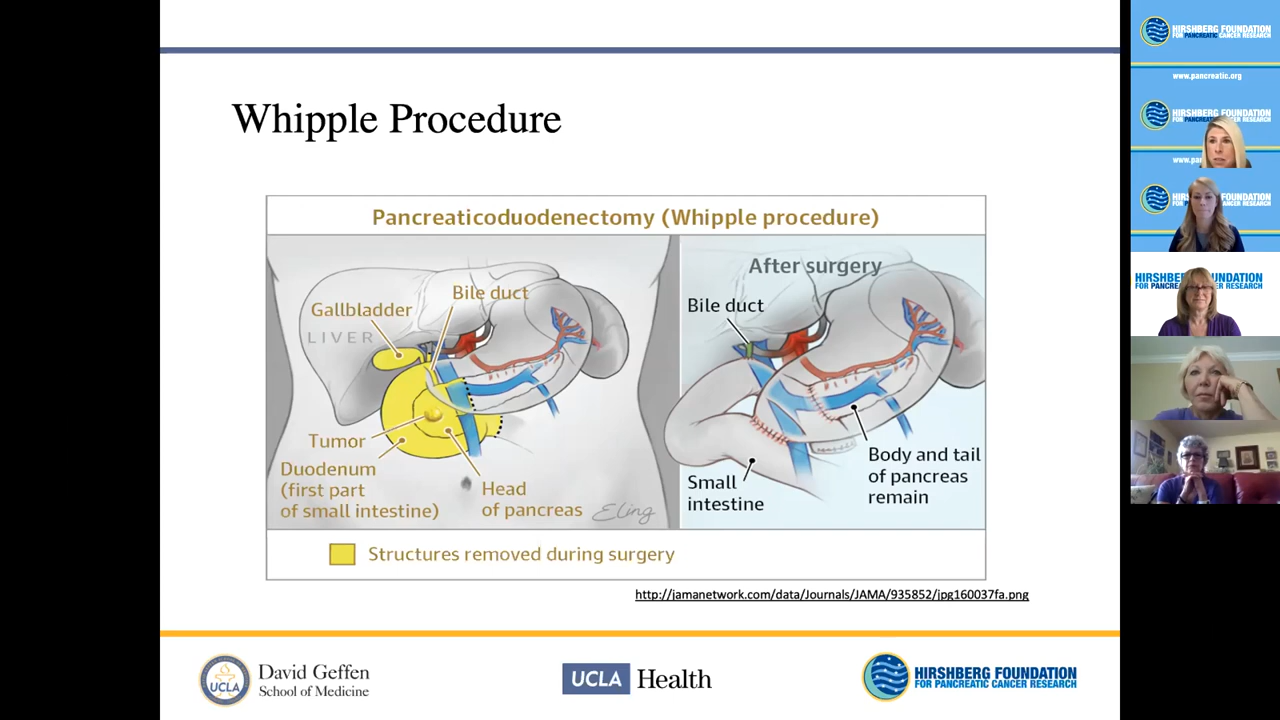 Whipple Procedure
Pancreaticoduodenectomy (Whipple procedure)
Gallbladder
Bile duct
LIVER
Tumor
Duodenum
(first part
of small intestine)
Head
of pancreas
Eling
After surgery
Bile duct
Small
intestine
Body and tail
of pancreas
remain
Structures removed during surgery
http://jamanetwork.com/data/Journals/JAMA/935852/jpg160037fa.png
UCLA
David Geffen
School of Medicine
UCLA Health
HIRSHBERG FOUNDATION
FOR PANCREATIC CANCER RESEARCH
HIRSHBERG FOUNDATION
FOR PANCREATIC CANCER RESEARCH
www.pancreatic.org
HIRSHBERG FOUNDATION